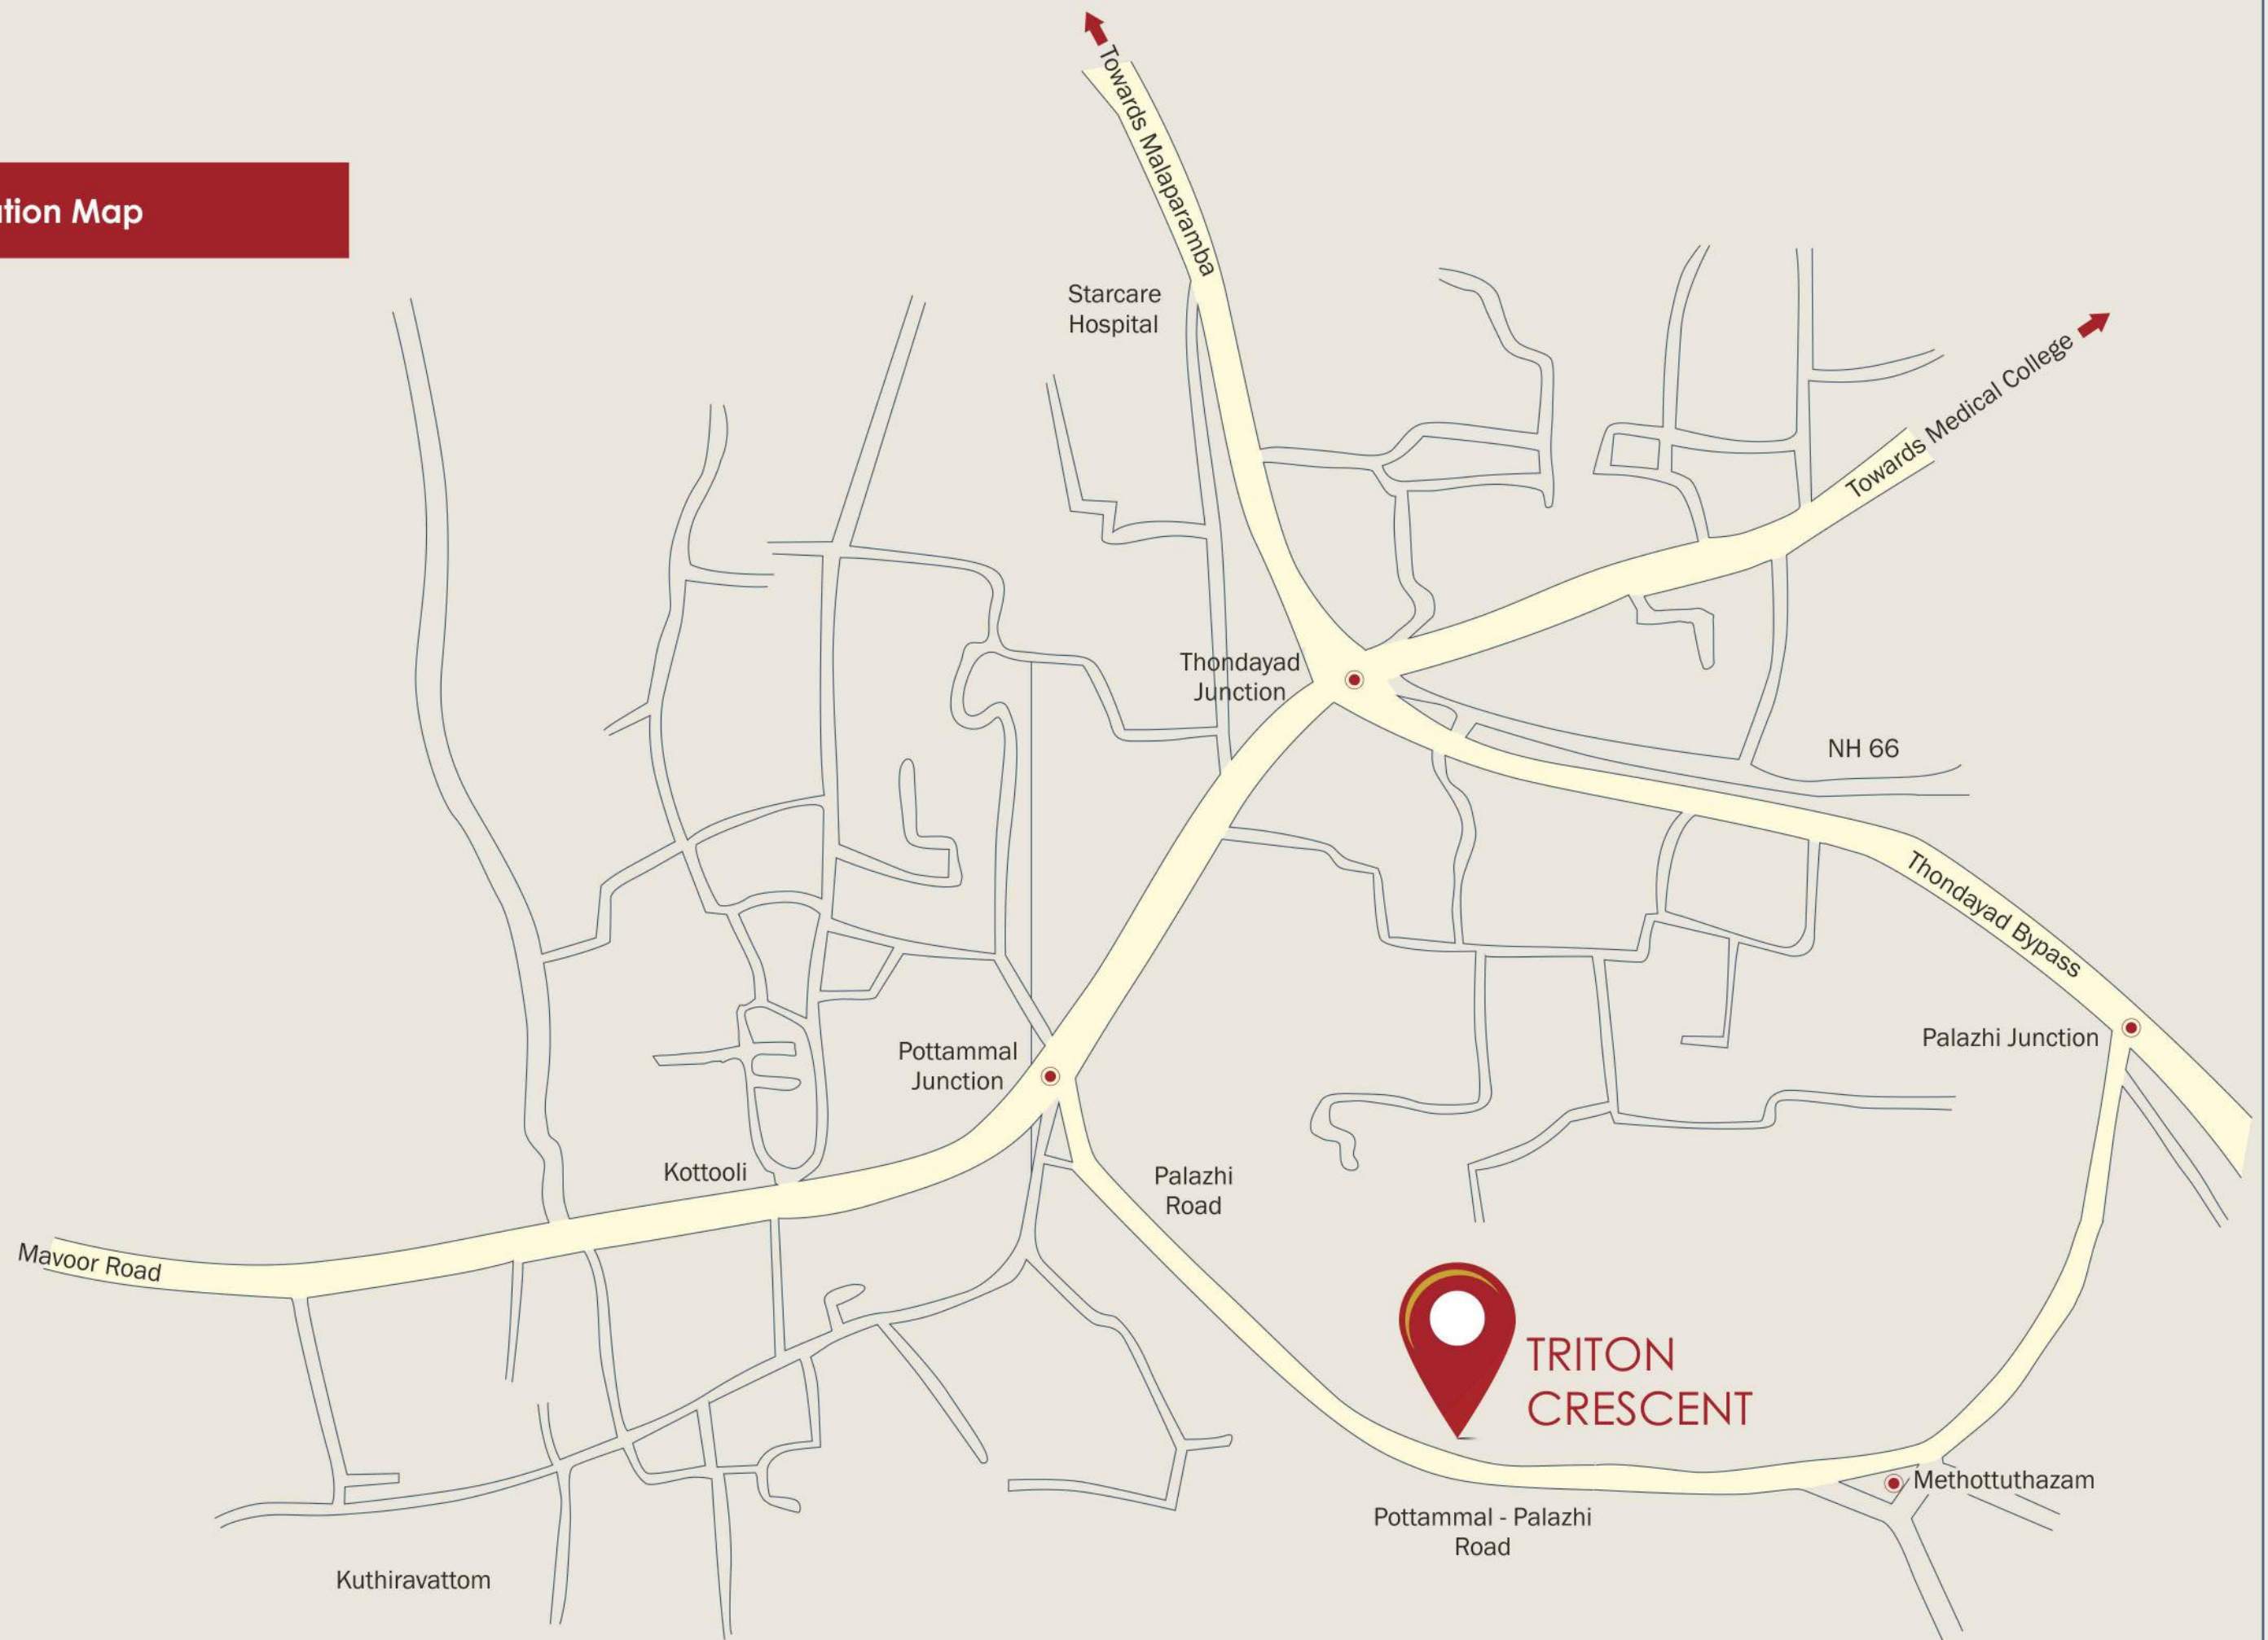 Towards Malaparamba
tion Map
Starcare
Hospital
Towards Medical College
Thondayad
Junction
NH 66
Thondayad Bypass
Palazhi Junction
Pottammal
Junction
Kottooli
Palazhi
Road
Mavoor Road
TRITON
CRESCENT
Methottuthazam
Pottammal - Palazhi
Road
Kuthiravattom